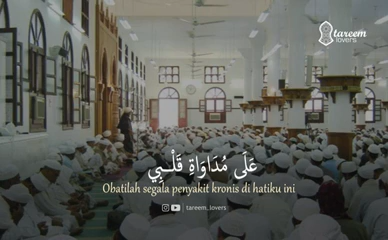 tareem
lovers
عَلَى مُدَاوَاةِ قَلْبِي
Obatilah segala penyakit kronis di hatiku ini
tareem_lovers